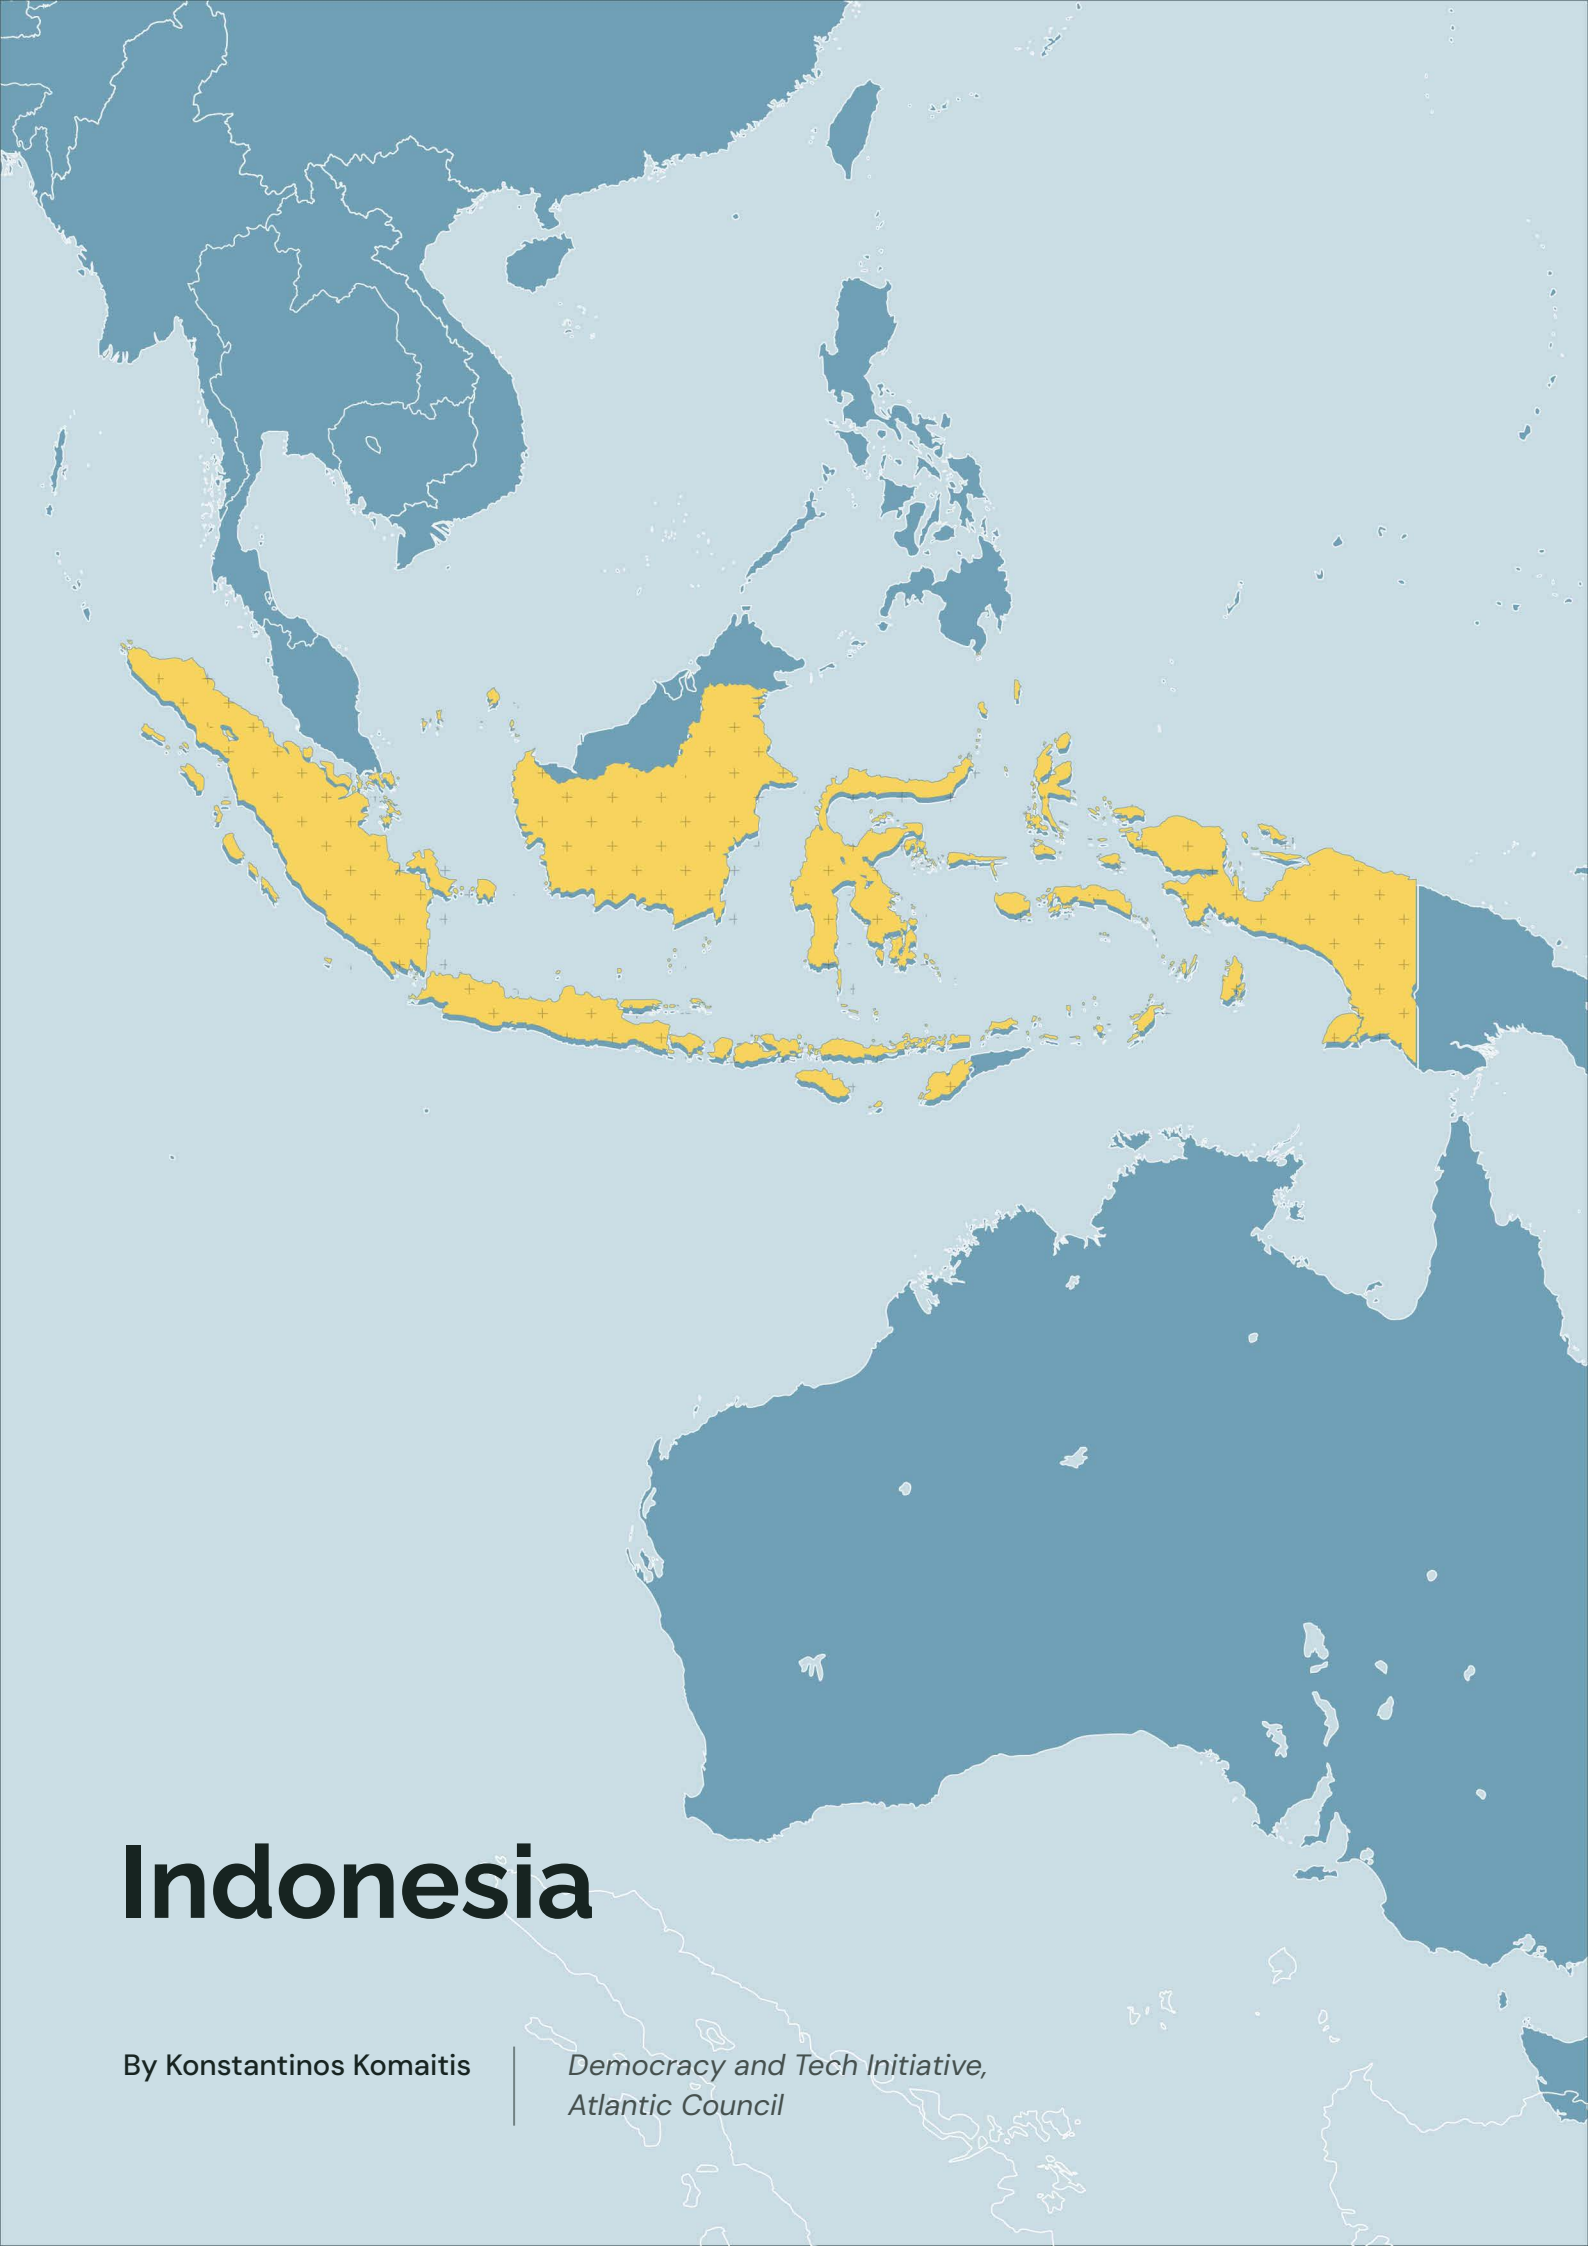 Indonesia
By Konstantinos Komaitis
Democracy and Tech Initiative,
Atlantic Council